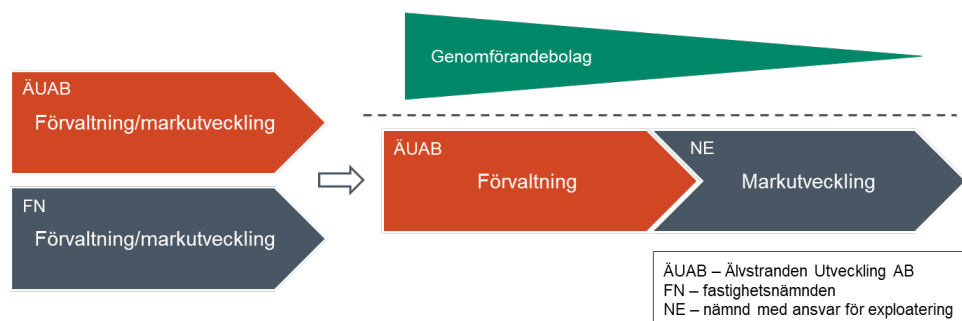 Genomförandebolag
ÄUAB
Förvaltning/markutveckling
FN
Förvaltning/markutveckling
ÄUAB
Förvaltning
NE
Markutveckling
ÄUAB – Älvstranden Utveckling AB
FN – fastighetsnämnden
NE – nämnd med ansvar för exploatering